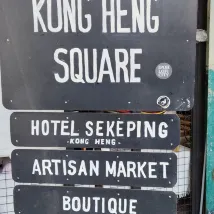 KONG HENG
SQUARE
HOTEL SEKEPING
- KONG HENG -
ARTISAN MARKET
BOUTIQUE